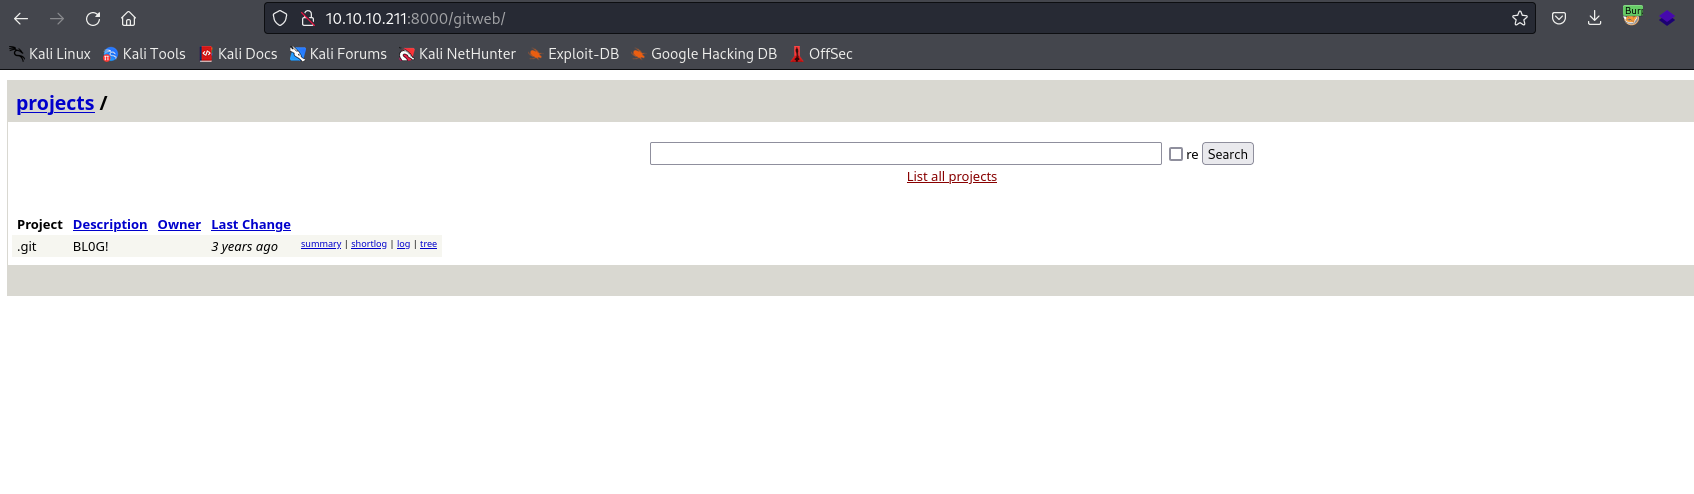 10.10.10.211:8000/gitweb/
Bur
Kali Linux Kali Tools Kali Docs Kali Forums Kali NetHunter Exploit-DB Google Hacking DB OffSec
projects /
re Search
List all projects
Project Description Owner Last Change
.git BL0G! 3 years ago summary | shortlog | log | tree